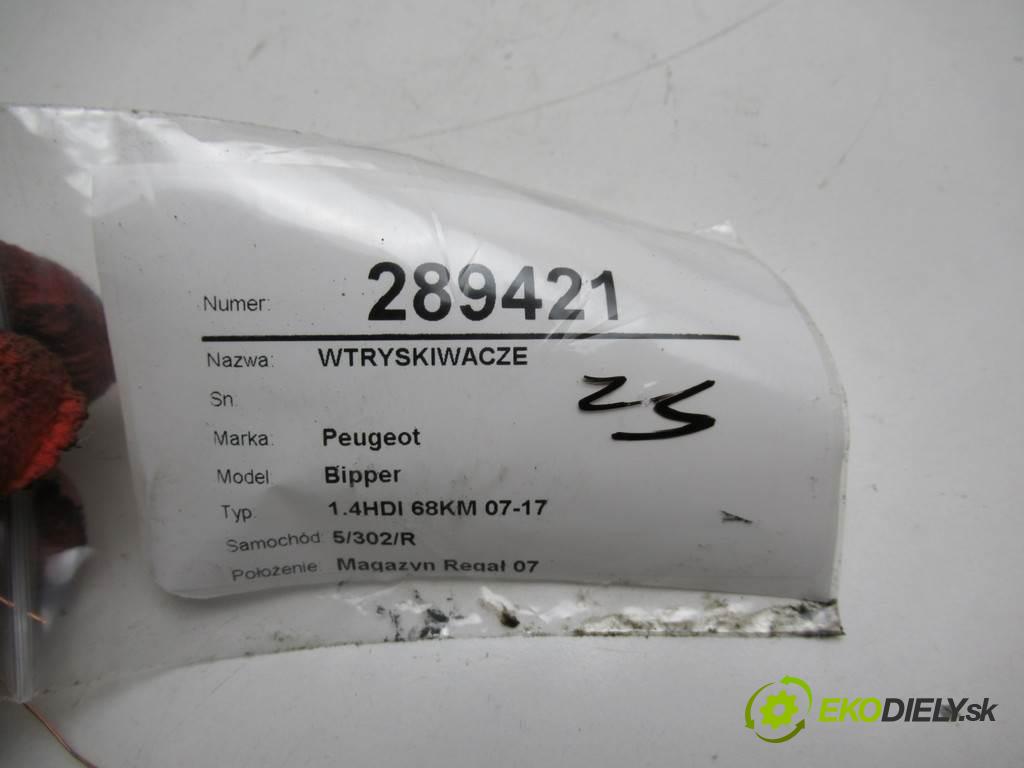 Numer: 289421
Nazwa: WTRYSKIWACZE
Sn.
Marka: Peugeot
Model: Bipper
Typ: 1.4HDI 68KM 07-17
Samochód: 5/302/R
Położenie: Magazyn Regał 07
EKODIELY.sk